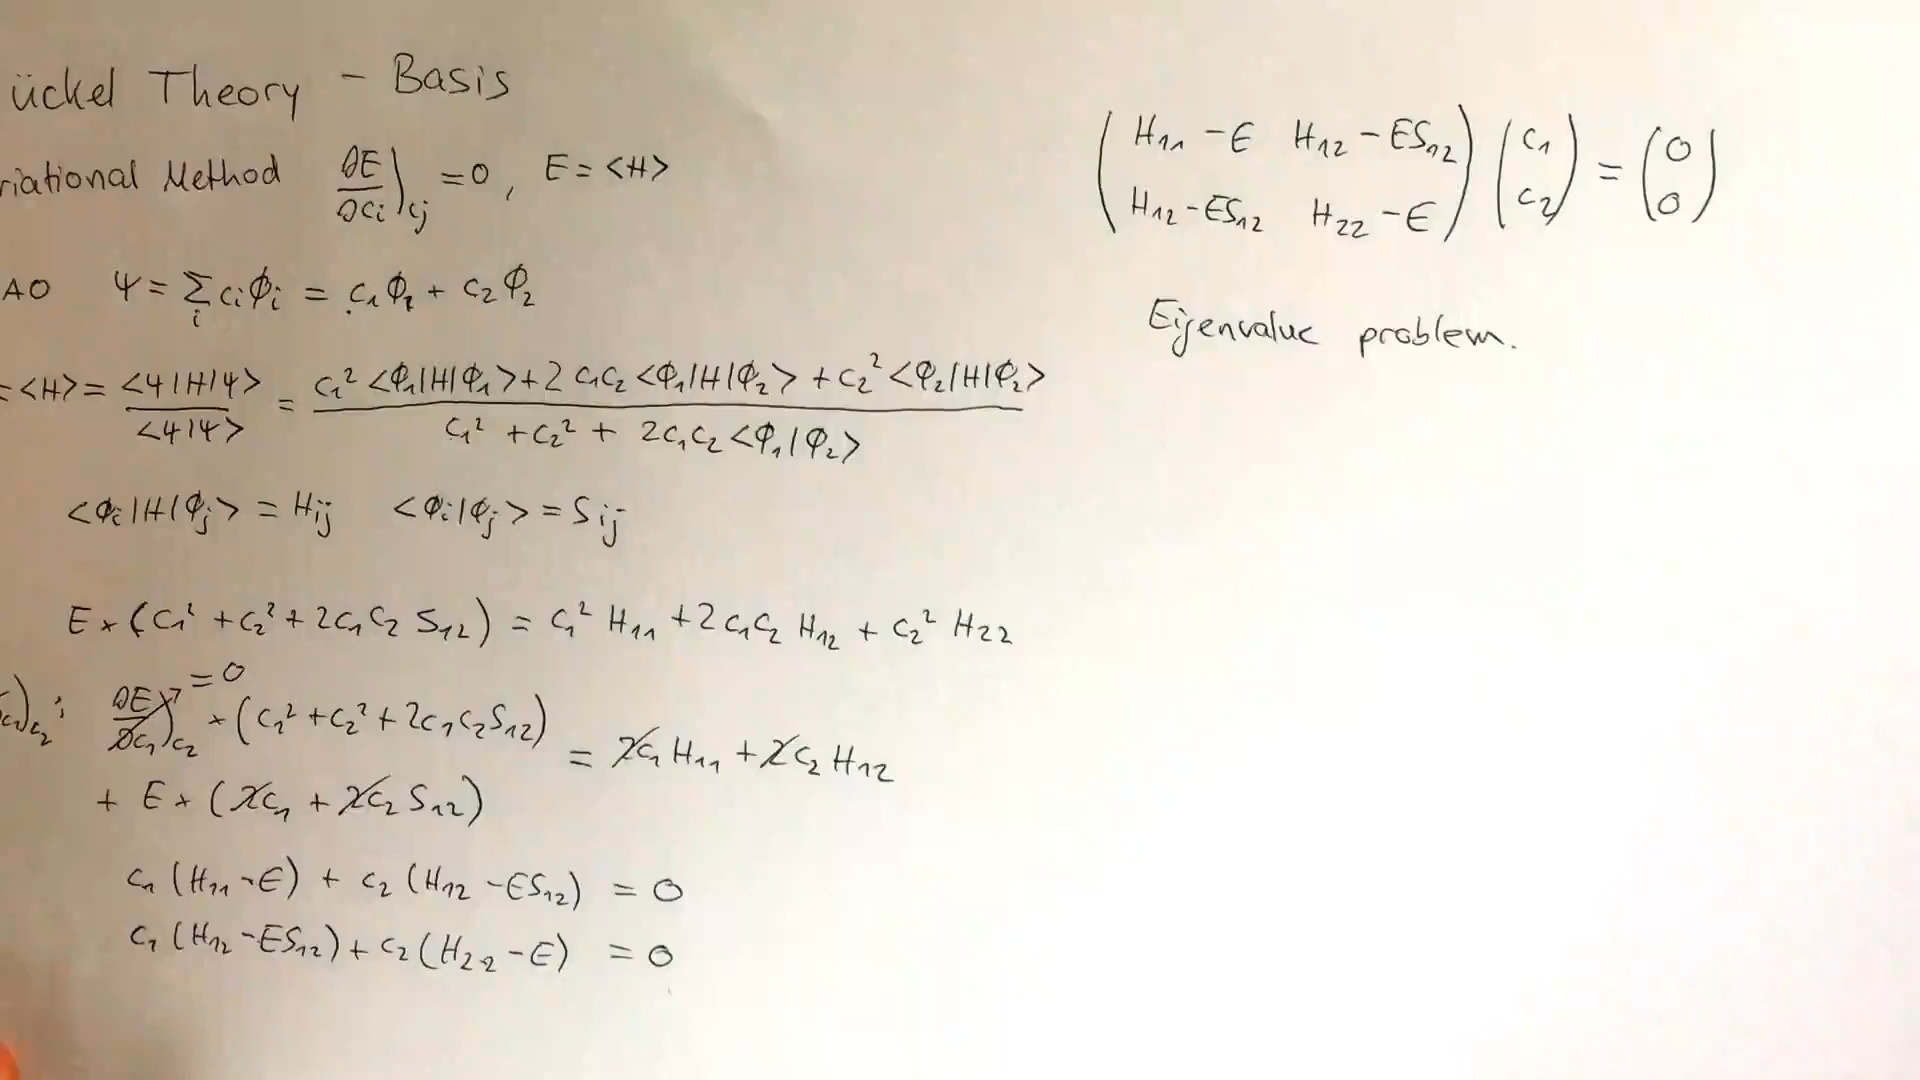 ückel Theory - Basis
riational Method ∂E/∂ci)cj = 0, E = <H>
AO Ψ = Σi ciΦi = c1Φ1 + c2Φ2
= <H> = <Ψ|H|Ψ>/<Ψ|Ψ> = c1² <Φ1|H|Φ1> + 2 c1c2 <Φ1|H|Φ2> + c2² <Φ2|H|Φ2> / c1² + c2² + 2c1c2 <Φ1|Φ2>
<Φi|H|Φj> = Hij <Φi|Φj> = Sij
E × (c1² + c2² + 2c1c2 S12) = c1² H11 + 2 c1c2 H12 + c2² H22
c1)c2 : ∂E/∂c1)c2 = 0 × (c1² + c2² + 2c1c2S12)
= 2c1 H11 + 2c2 H12
+ E × (2c1 + 2c2 S12)
c1 (H11 - E) + c2 (H12 - ES12) = 0
c1 (H12 - ES12) + c2 (H22 - E) = 0
(H11 - E H12 - ES12) (c1) = (0)
(H12 - ES12 H22 - E) (c2) (0)
Eigenvalue problem.